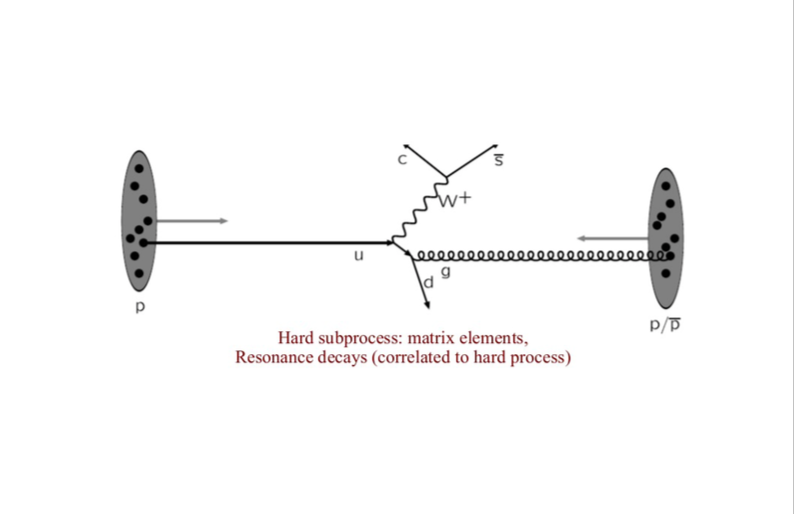 c
s̅
W+
u
g
d
p
p/p̅
Hard subprocess: matrix elements,
Resonance decays (correlated to hard process)